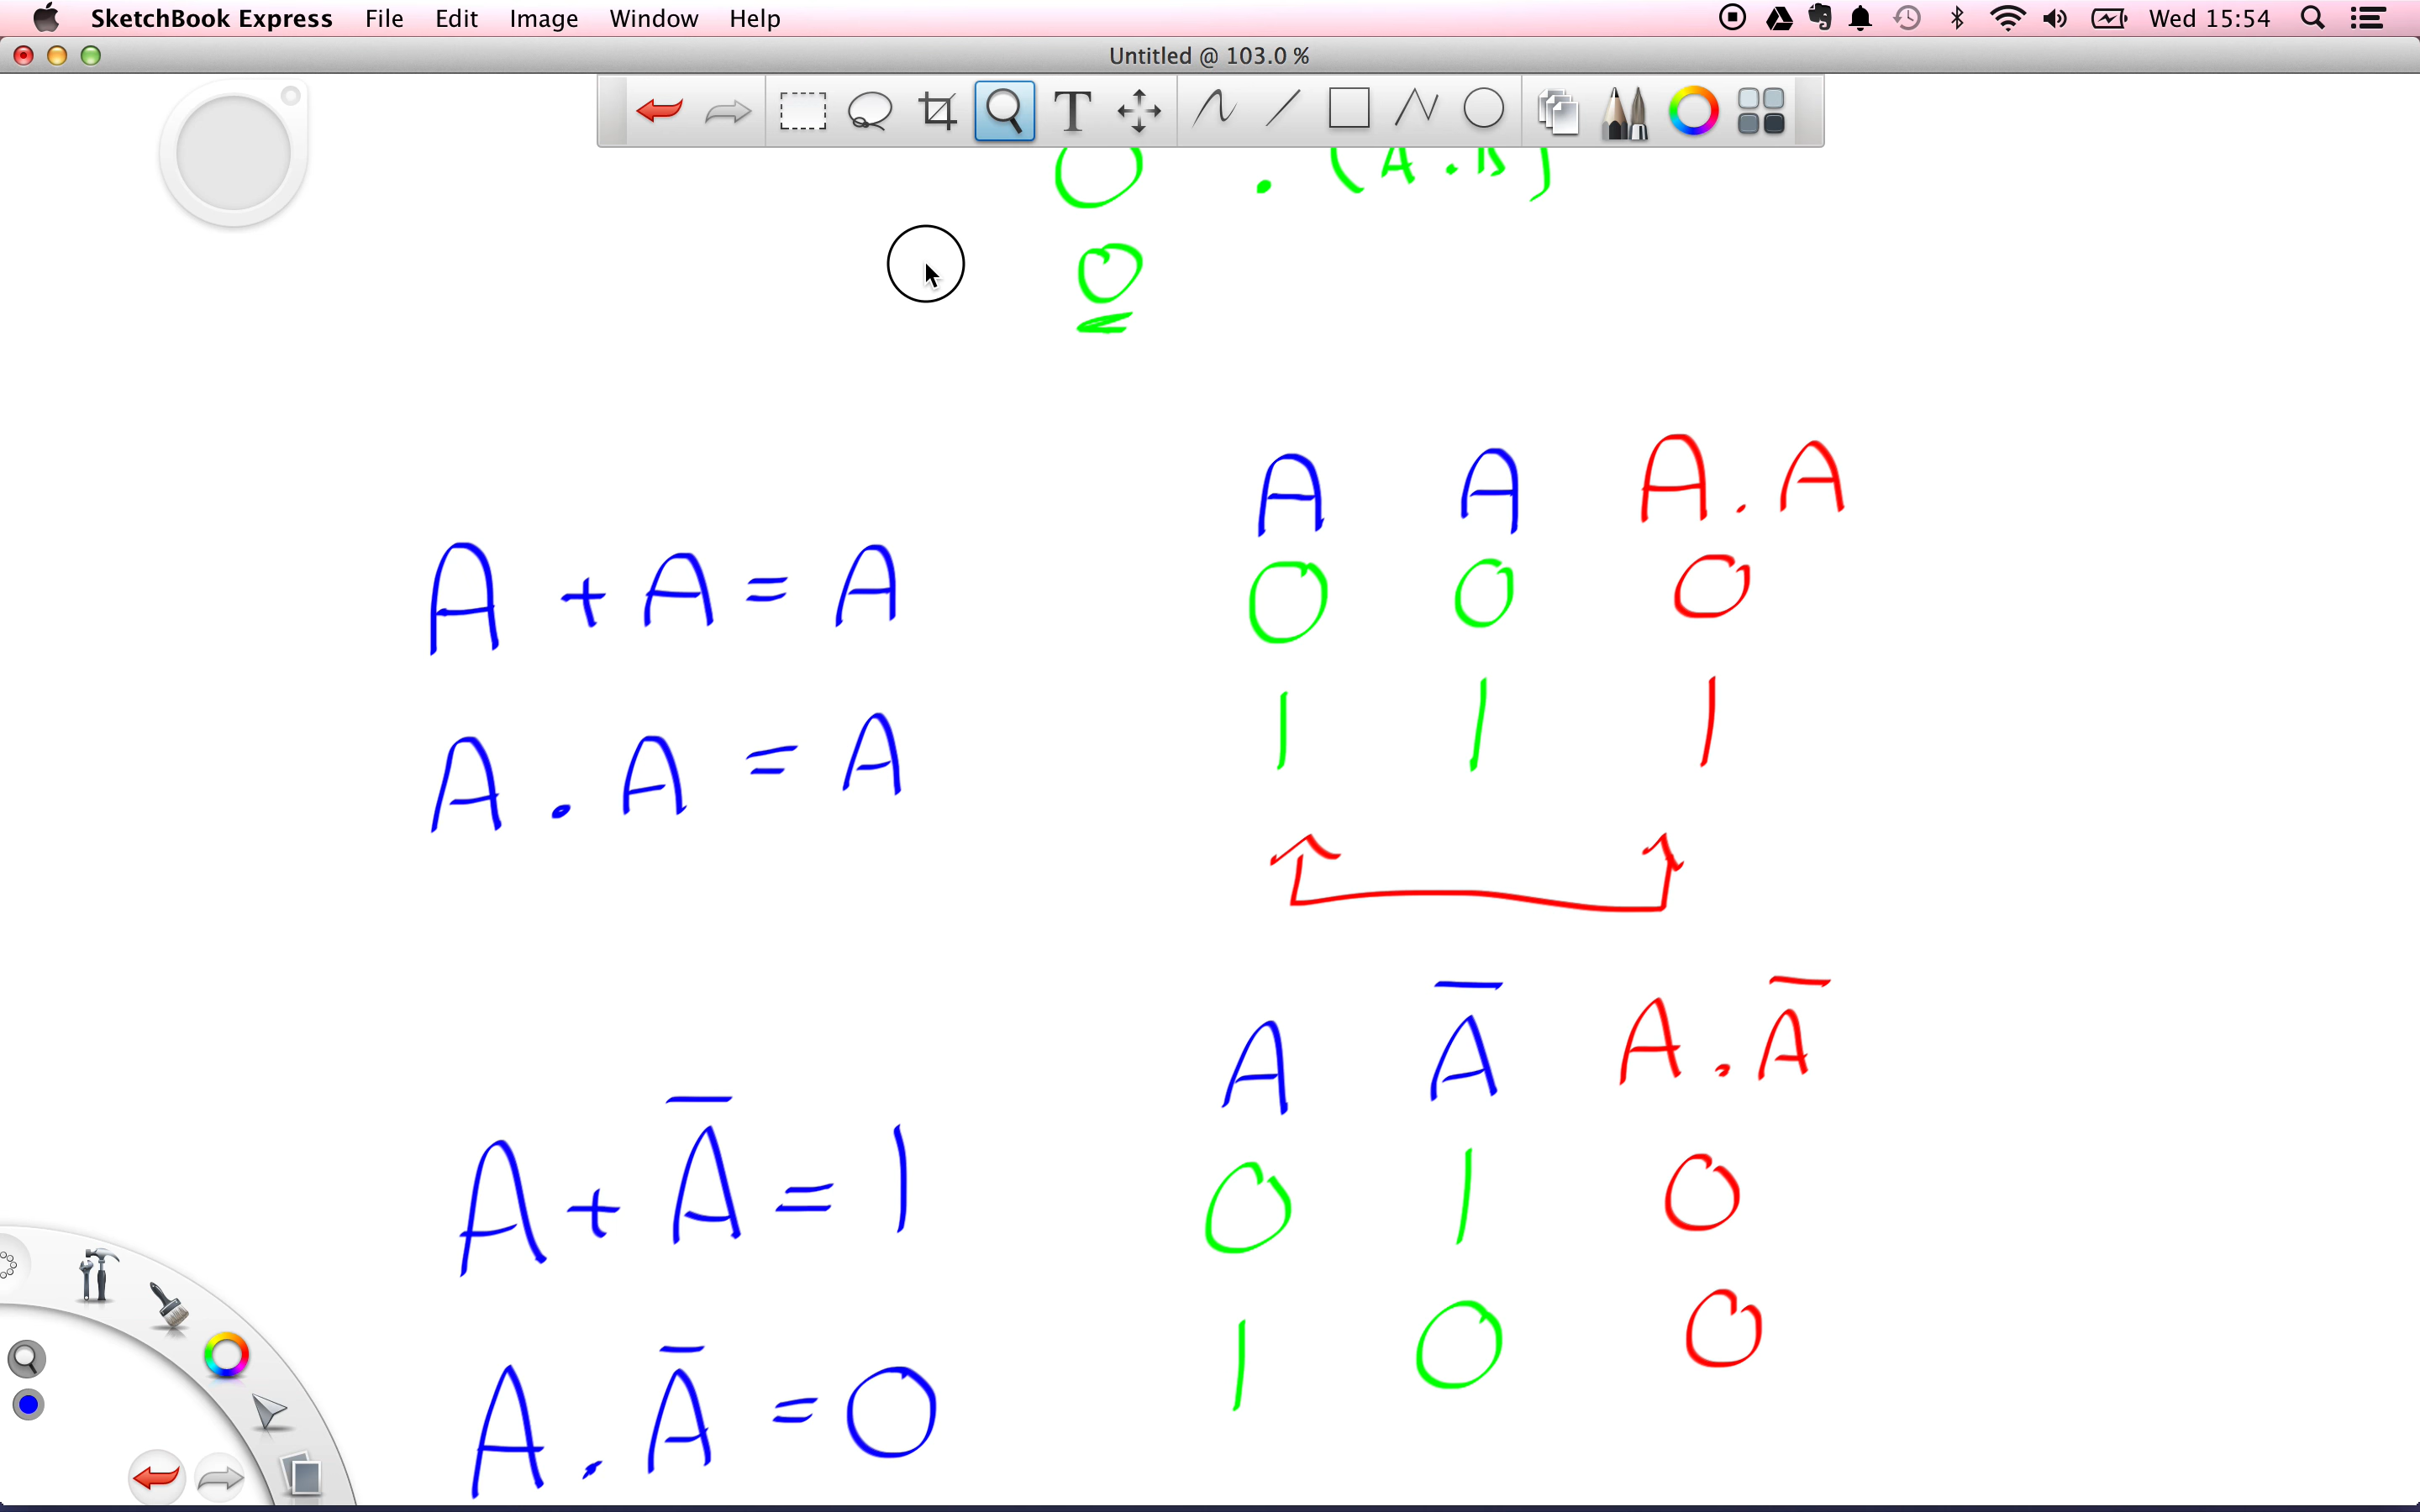 SketchBook Express File Edit Image Window Help Wed 15:54
Untitled @ 103.0 %
T
0 . (A . B)
0
A A A . A
A + A = A
0 0 0
1 1 1
A . A = A
A A̅ A . A̅
A + A̅ = 1
0 1 0
1 0 0
A . A̅ = 0